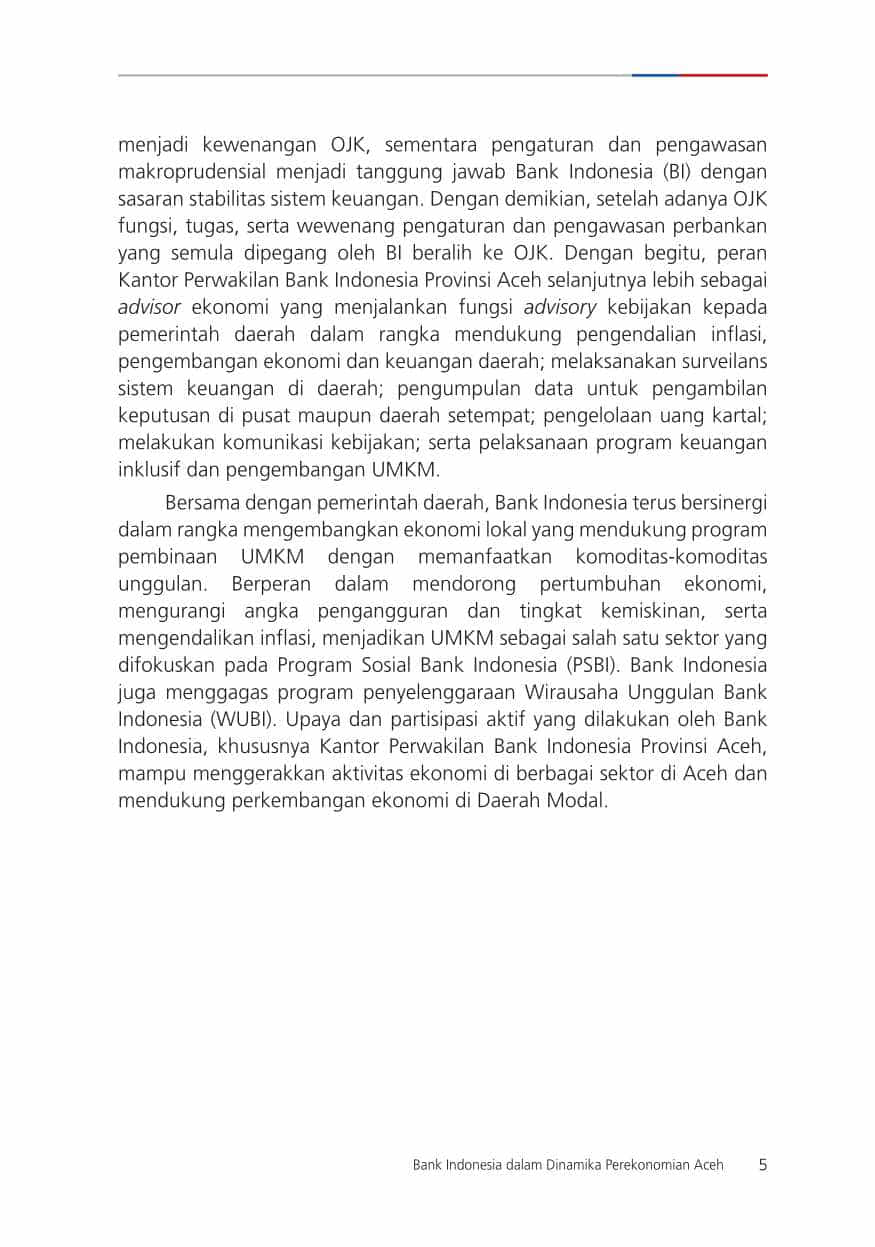 menjadi kewenangan OJK, sementara pengaturan dan pengawasan
makroprudensial menjadi tanggung jawab Bank Indonesia (BI) dengan
sasaran stabilitas sistem keuangan. Dengan demikian, setelah adanya OJK
fungsi, tugas, serta wewenang pengaturan dan pengawasan perbankan
yang semula dipegang oleh BI beralih ke OJK. Dengan begitu, peran
Kantor Perwakilan Bank Indonesia Provinsi Aceh selanjutnya lebih sebagai
advisor ekonomi yang menjalankan fungsi advisory kebijakan kepada
pemerintah daerah dalam rangka mendukung pengendalian inflasi,
pengembangan ekonomi dan keuangan daerah; melaksanakan surveilans
sistem keuangan di daerah; pengumpulan data untuk pengambilan
keputusan di pusat maupun daerah setempat; pengelolaan uang kartal;
melakukan komunikasi kebijakan; serta pelaksanaan program keuangan
inklusif dan pengembangan UMKM.
Bersama dengan pemerintah daerah, Bank Indonesia terus bersinergi
dalam rangka mengembangkan ekonomi lokal yang mendukung program
pembinaan UMKM dengan memanfaatkan komoditas-komoditas
unggulan. Berperan dalam mendorong pertumbuhan ekonomi,
mengurangi angka pengangguran dan tingkat kemiskinan, serta
mengendalikan inflasi, menjadikan UMKM sebagai salah satu sektor yang
difokuskan pada Program Sosial Bank Indonesia (PSBI). Bank Indonesia
juga menggagas program penyelenggaraan Wirausaha Unggulan Bank
Indonesia (WUBI). Upaya dan partisipasi aktif yang dilakukan oleh Bank
Indonesia, khususnya Kantor Perwakilan Bank Indonesia Provinsi Aceh,
mampu menggerakkan aktivitas ekonomi di berbagai sektor di Aceh dan
mendukung perkembangan ekonomi di Daerah Modal.
Bank Indonesia dalam Dinamika Perekonomian Aceh 5